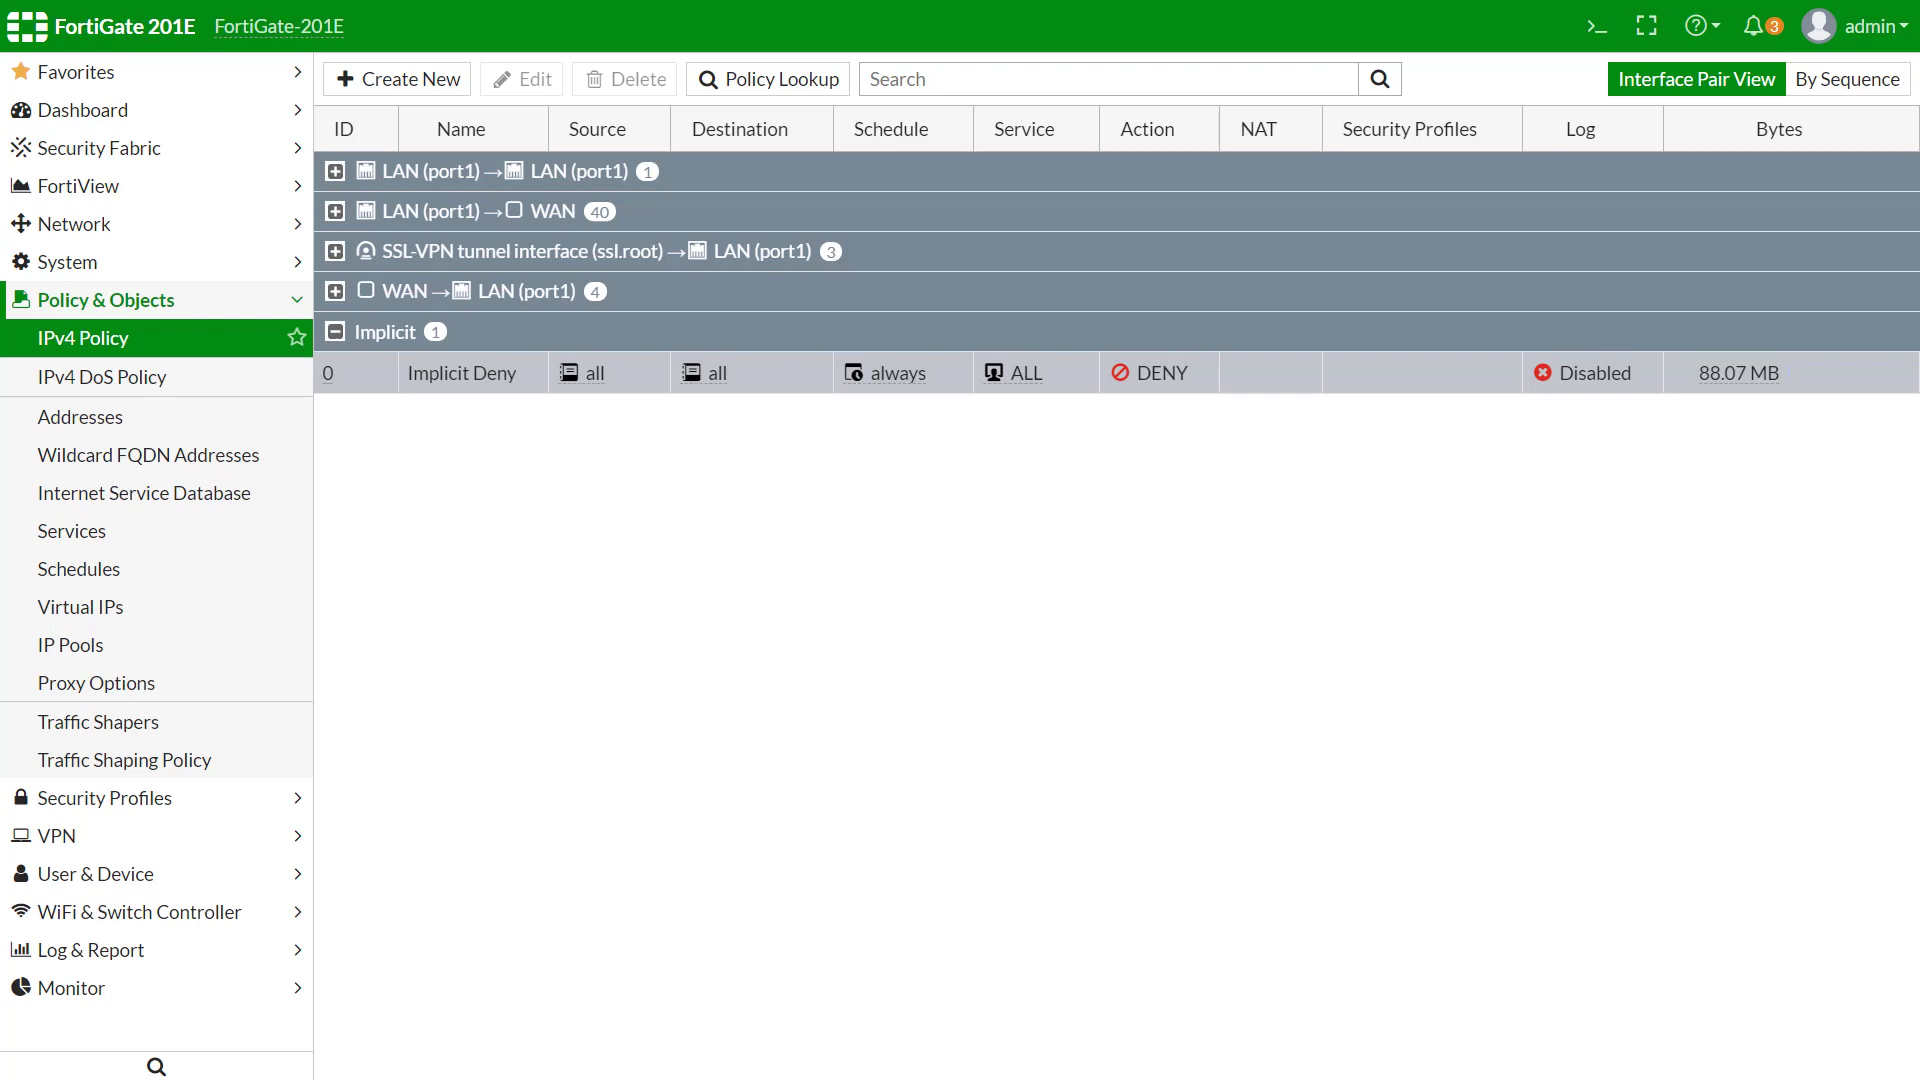 FortiGate 201E FortiGate-201E 3 admin
Favorites
Dashboard
Security Fabric
FortiView
Network
System
Policy & Objects
IPv4 Policy
IPv4 DoS Policy
Addresses
Wildcard FQDN Addresses
Internet Service Database
Services
Schedules
Virtual IPs
IP Pools
Proxy Options
Traffic Shapers
Traffic Shaping Policy
Security Profiles
VPN
User & Device
WiFi & Switch Controller
Log & Report
Monitor
Create New Edit Delete Policy Lookup Search Interface Pair View By Sequence
ID Name Source Destination Schedule Service Action NAT Security Profiles Log Bytes
LAN (port1) → LAN (port1) 1
LAN (port1) → WAN 40
SSL-VPN tunnel interface (ssl.root) → LAN (port1) 3
WAN → LAN (port1) 4
Implicit 1
0 Implicit Deny all all always ALL DENY Disabled 88.07 MB